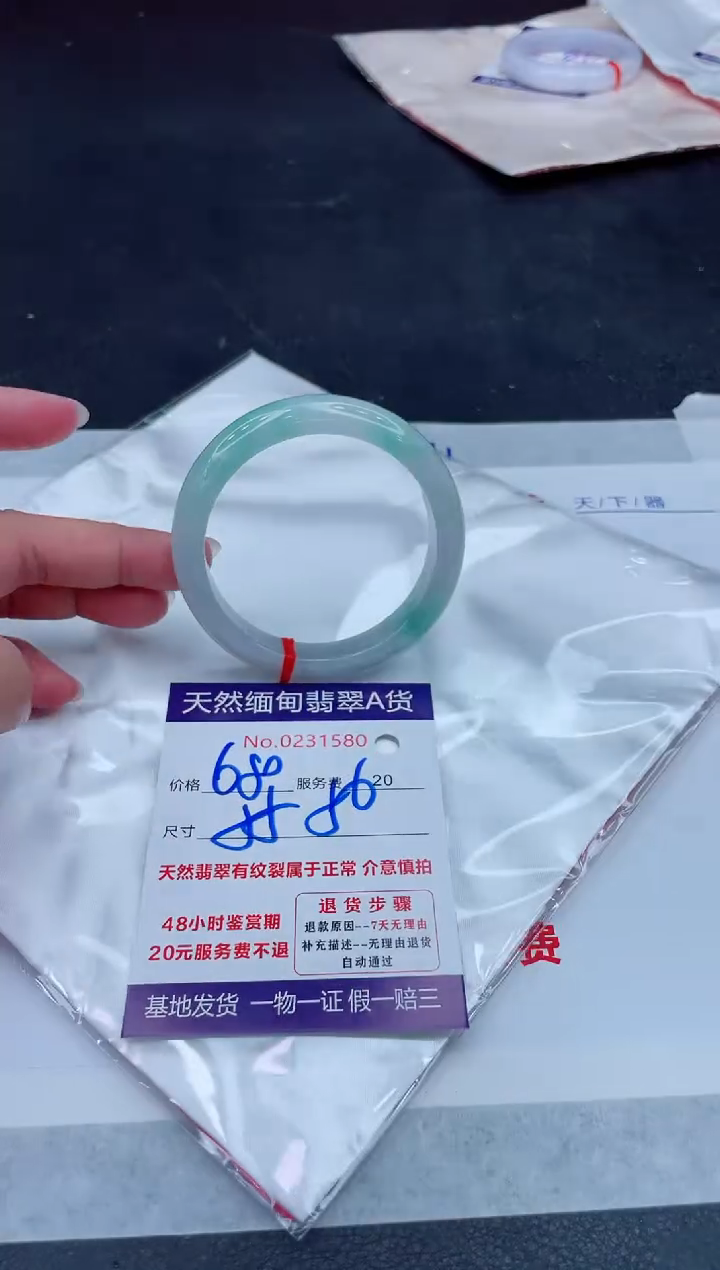 天/下/器
天然缅甸翡翠A货
No.0231580
价格 680 服务费 20
尺寸
天然翡翠有纹裂属于正常 介意慎拍
48小时鉴赏期
20元服务费不退
退货步骤
退款原因--7天无理由
补充描述--无理由退货
自动通过
费
基地发货 一物一证 假一赔三